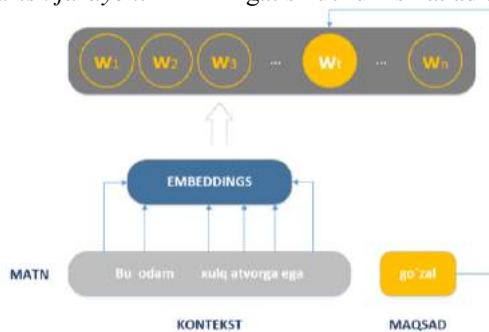 W1 W2 W3 ... Wt ... Wn
EMBEDDINGS
MATN Bu odam xulq atvorga ega go`zal
KONTEKST MAQSAD